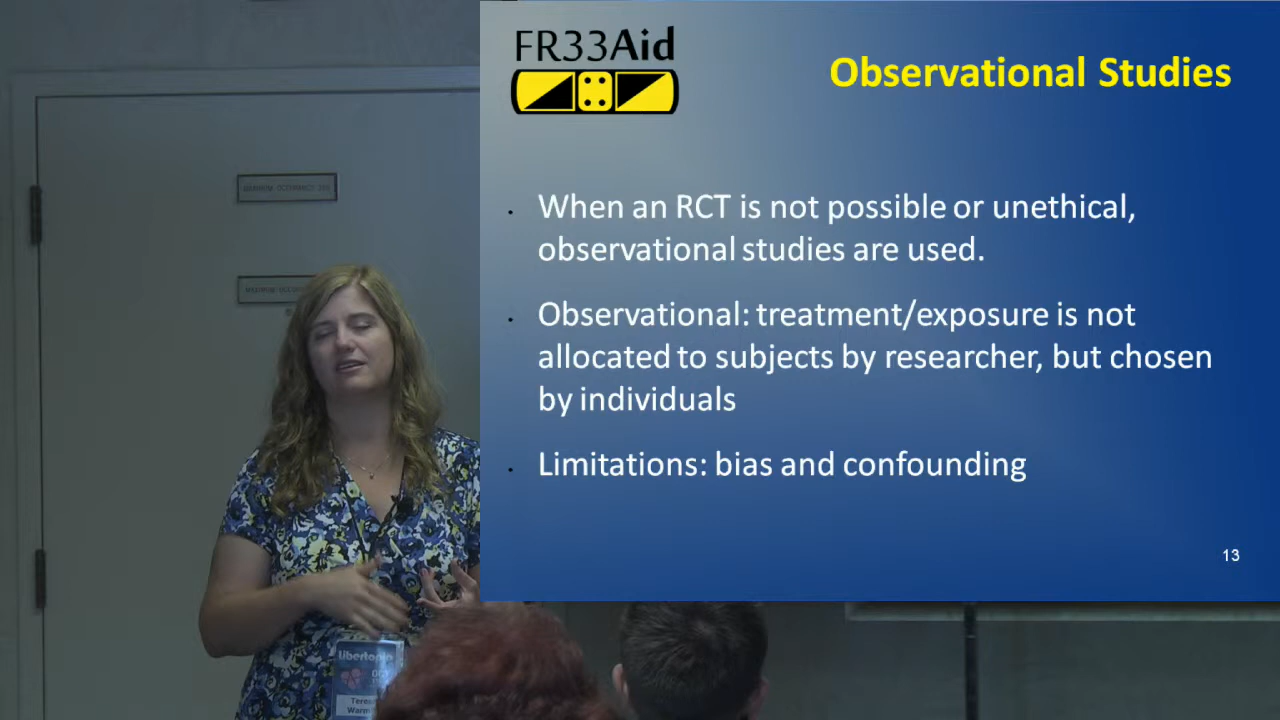 FR33Aid
Observational Studies
When an RCT is not possible or unethical,
observational studies are used.
Observational: treatment/exposure is not
allocated to subjects by researcher, but chosen
by individuals
Limitations: bias and confounding
13
libertopia